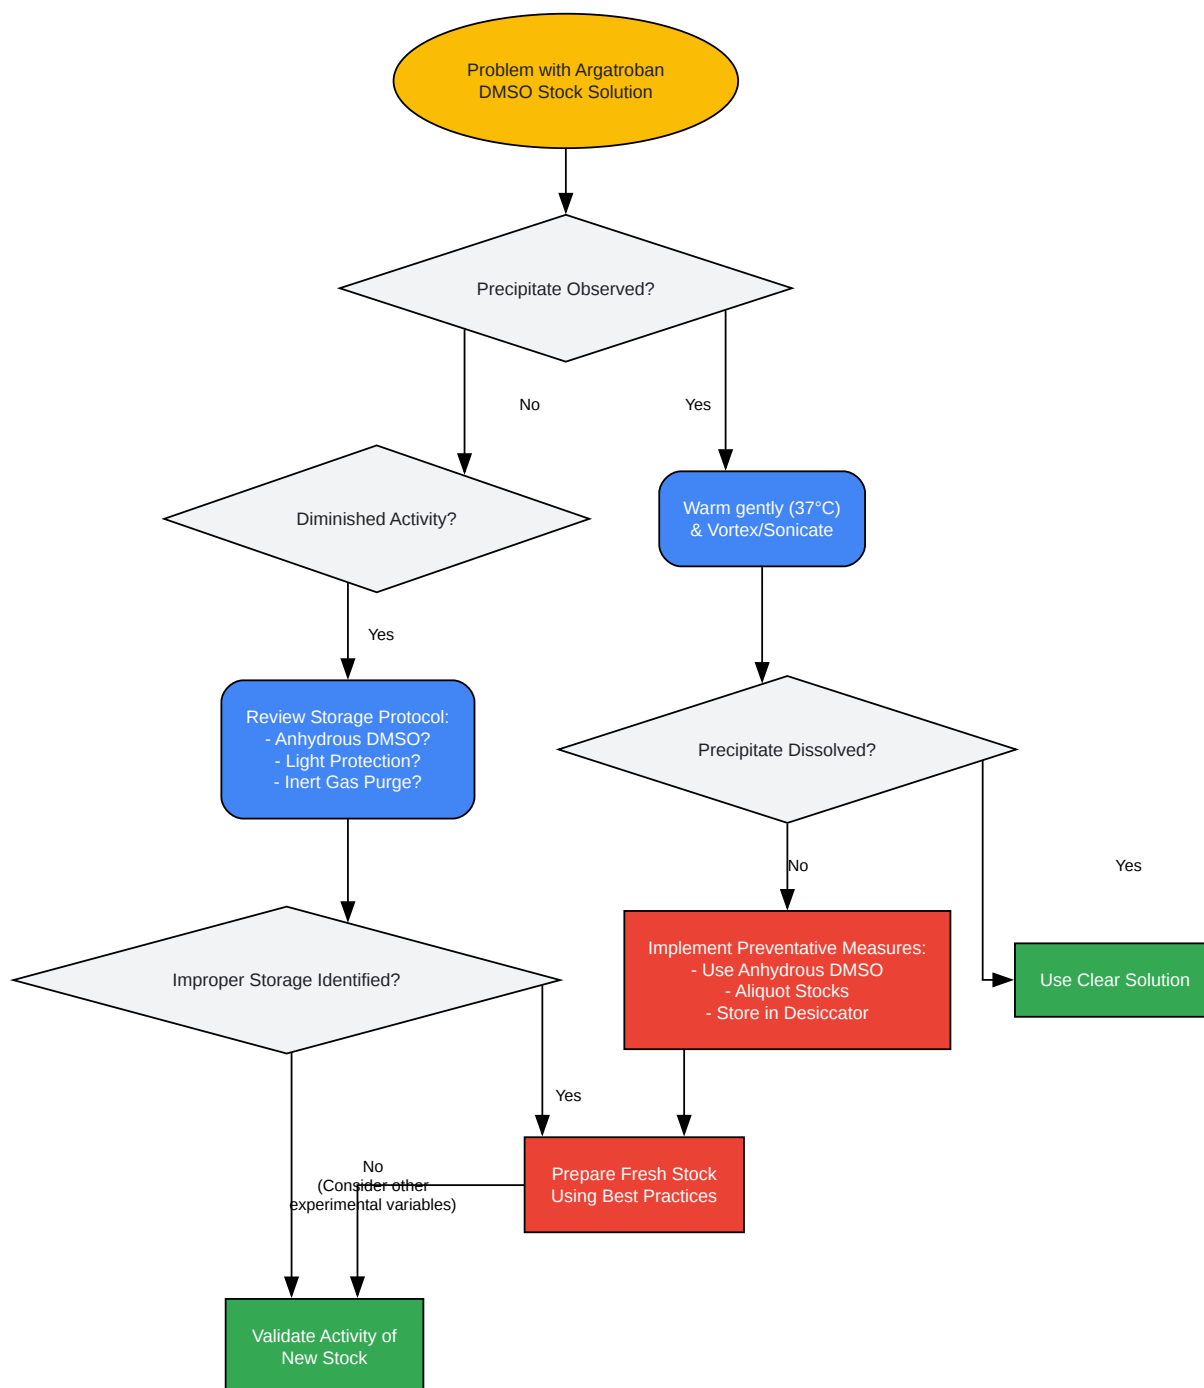 Problem with Argatroban
DMSO Stock Solution
Precipitate Observed?
No
Yes
Diminished Activity?
Warm gently (37°C)
& Vortex/Sonicate
Yes
Review Storage Protocol:
- Anhydrous DMSO?
- Light Protection?
- Inert Gas Purge?
Precipitate Dissolved?
No
Yes
Improper Storage Identified?
Implement Preventative Measures:
- Use Anhydrous DMSO
- Aliquot Stocks
- Store in Desiccator
Use Clear Solution
Yes
No
(Consider other
experimental variables)
Prepare Fresh Stock
Using Best Practices
Validate Activity of
New Stock